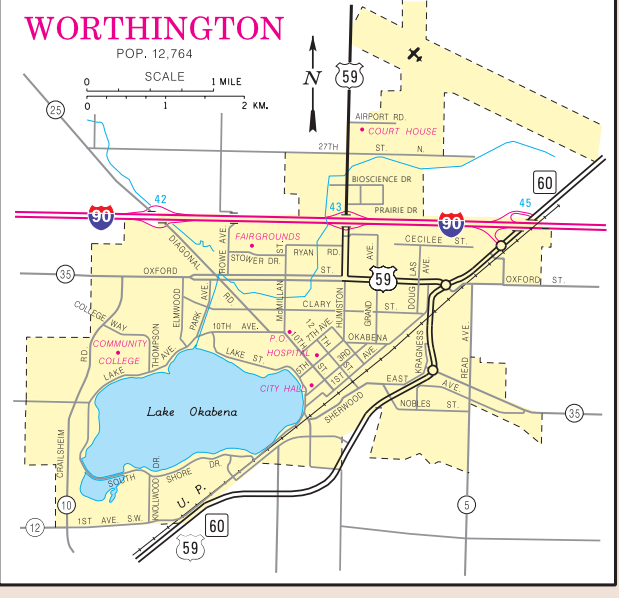 WORTHINGTON
POP. 12,764
SCALE
0 1 MILE
0 1 2 KM.
N
59
25
AIRPORT RD.
COURT HOUSE
27TH ST. N.
BIOSCIENCE DR
60
PRAIRIE DR
42
43
45
90
90
DIAGONAL RD.
ROWE AVE.
FAIRGROUNDS
STOWER DR.
ST.
RYAN RD.
AVE.
CECILEE ST.
35
OXFORD ST.
59
DOUGLAS AVE.
OXFORD ST.
COLLEGE WAY
ELMWOOD
PARK AVE.
McMILLAN
CLARY ST.
HUMISTON
GRAND
10TH AVE.
P.O.
12TH
7TH AVE.
OKABENA
COMMUNITY
COLLEGE
THOMPSON
LAKE AVE.
LAKE ST.
HOSPITAL
10TH ST.
5TH
3RD
1ST AVE.
KRAGNESS
READ AVE.
RD.
CITY HALL
EAST AVE.
NOBLES ST.
35
SHERWOOD
Lake Okabena
CRAILSHEIM
SOUTH SHORE DR.
KNOLLWOOD DR.
U. P.
10
5
12
1ST AVE. S.W.
60
59